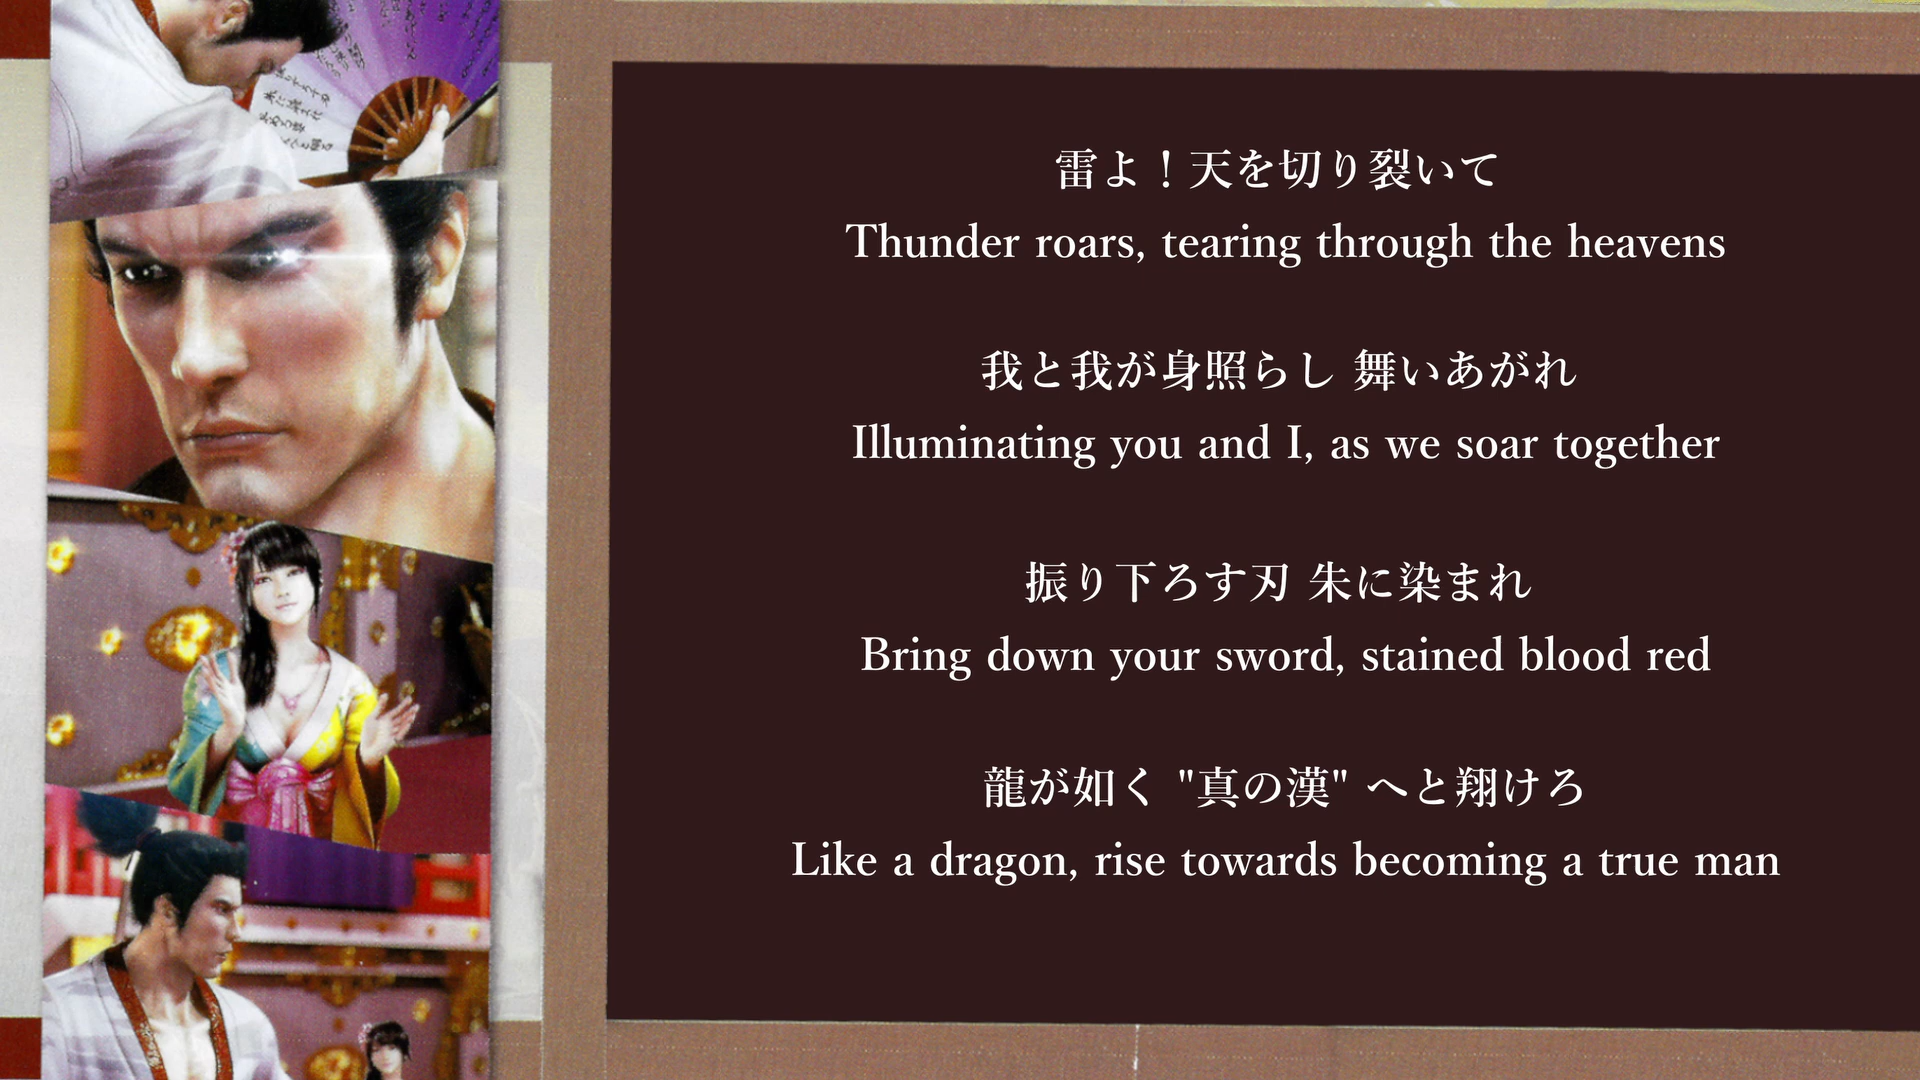 雷よ！天を切り裂いて
Thunder roars, tearing through the heavens
我と我が身照らし 舞いあがれ
Illuminating you and I, as we soar together
振り下ろす刃 朱に染まれ
Bring down your sword, stained blood red
龍が如く "真の漢" へと翔けろ
Like a dragon, rise towards becoming a true man